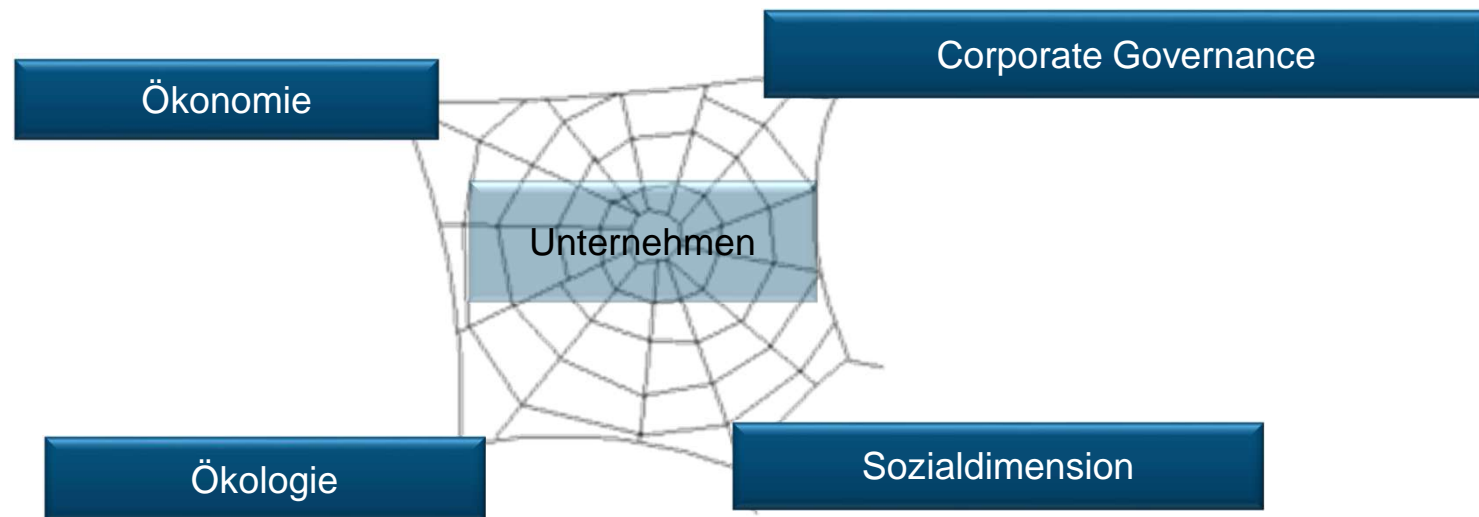 Corporate Governance
Ökonomie
Unternehmen
Ökologie
Sozialdimension